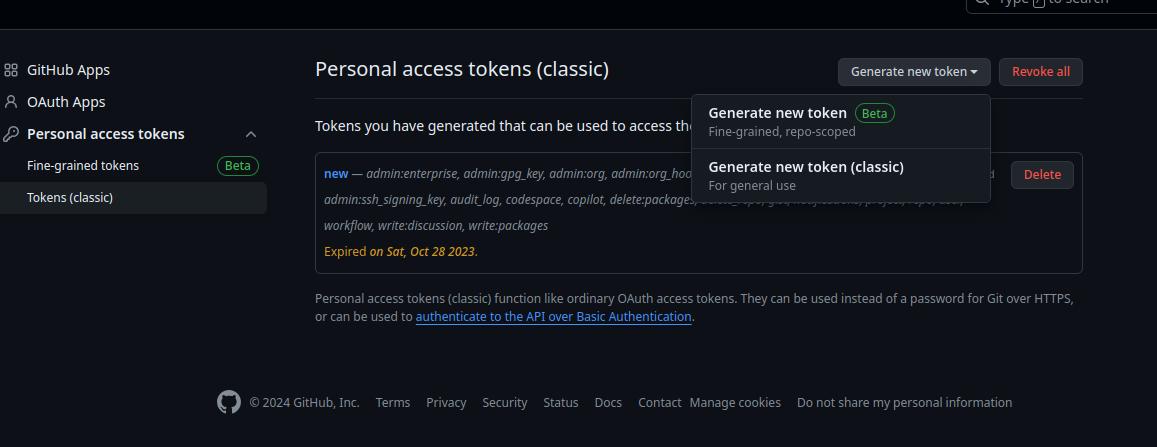 Type / to search
GitHub Apps
OAuth Apps
Personal access tokens
Fine-grained tokens Beta
Tokens (classic)
Personal access tokens (classic)
Generate new token
Revoke all
Generate new token Beta
Fine-grained, repo-scoped
Generate new token (classic)
For general use
Tokens you have generated that can be used to access the
new — admin:enterprise, admin:gpg_key, admin:org, admin:org_hoo
Delete
admin:ssh_signing_key, audit_log, codespace, copilot, delete:packages, delete_repo, gist, notifications, project, repo, user,
workflow, write:discussion, write:packages
Expired on Sat, Oct 28 2023.
Personal access tokens (classic) function like ordinary OAuth access tokens. They can be used instead of a password for Git over HTTPS,
or can be used to authenticate to the API over Basic Authentication.
© 2024 GitHub, Inc. Terms Privacy Security Status Docs Contact Manage cookies Do not share my personal information